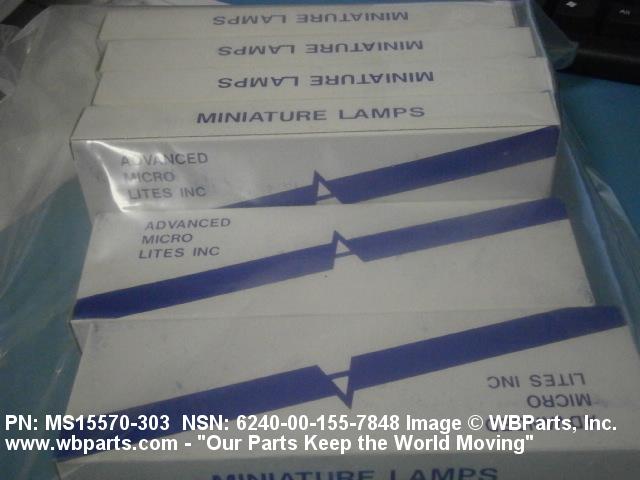 MINIATURE LAMPS
MINIATURE LAMPS
MINIATURE LAMPS
MINIATURE LAMPS
ADVANCED
MICRO
LITES INC
ADVANCED
MICRO
LITES INC
ADVANCED
MICRO
LITES INC
PN: MS15570-303 NSN: 6240-00-155-7848 Image © WBParts, Inc.
www.wbparts.com - "Our Parts Keep the World Moving"
MINIATURE LAMPS